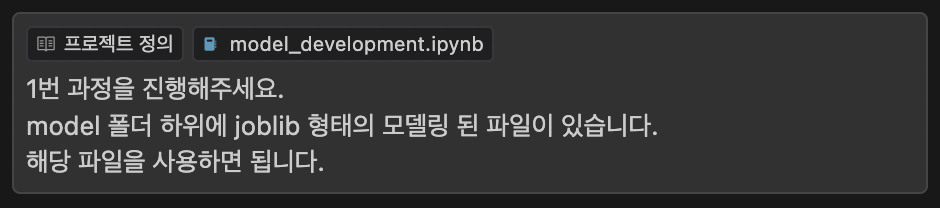 프로젝트 정의 model_development.ipynb
1번 과정을 진행해주세요.
model 폴더 하위에 joblib 형태의 모델링 된 파일이 있습니다.
해당 파일을 사용하면 됩니다.